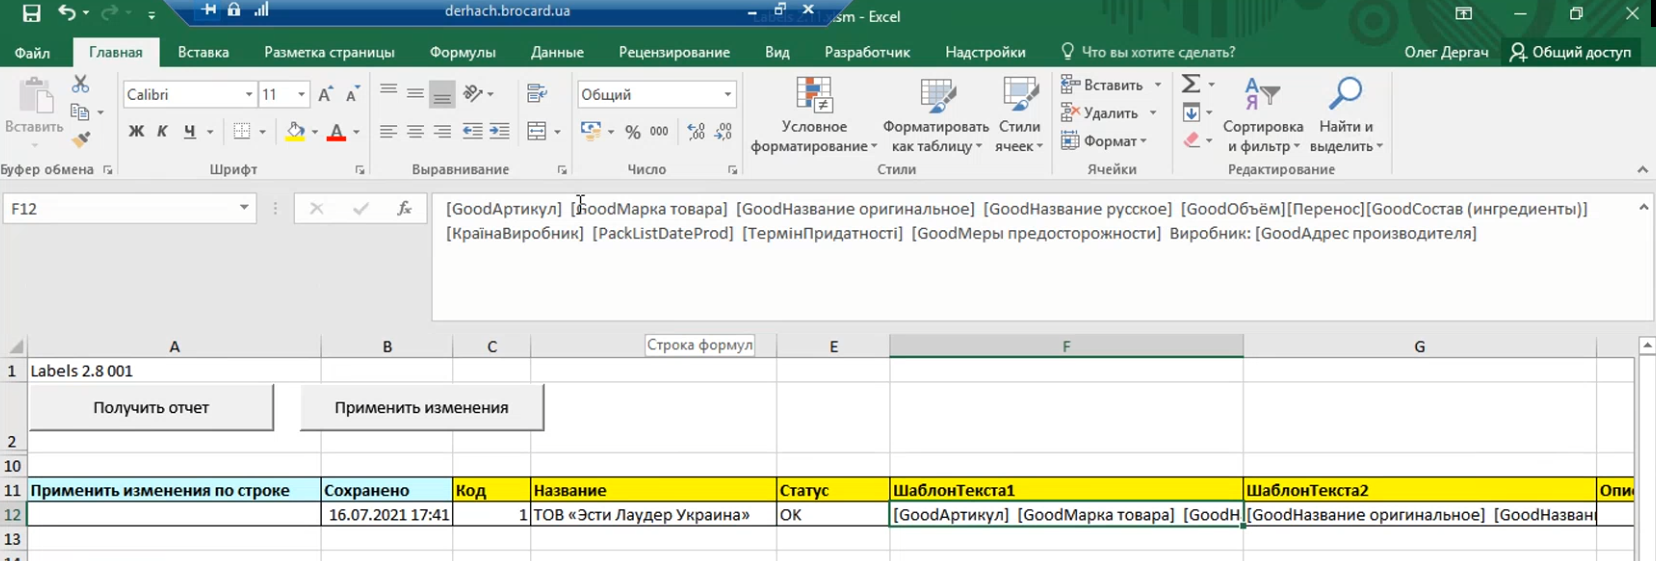 derhach.brocard.ua
Labels 2.11.xlsm - Excel
Файл Главная Вставка Разметка страницы Формулы Данные Рецензирование Вид Разработчик Надстройки Что вы хотите сделать? Олег Дергач Общий доступ
Вставить
Calibri 11
Ж К Ч
Общий
% 000
Условное форматирование
Форматировать как таблицу
Стили ячеек
Вставить
Удалить
Формат
Сортировка и фильтр
Найти и выделить
Буфер обмена Шрифт Выравнивание Число Стили Ячейки Редактирование
F12 fx
[GoodАртикул] [GoodМарка товара] [GoodНазвание оригинальное] [GoodНазвание русское] [GoodОбъём][Перенос][GoodСостав (ингредиенты)]
[КраїнаВиробник] [PackListDateProd] [ТермінПридатності] [GoodМеры предосторожности] Виробник: [GoodАдрес производителя]
Строка формул
A B C E F G
1 Labels 2.8 001
Получить отчет Применить изменения
2
10
11 Применить изменения по строке Сохранено Код Название Статус ШаблонТекста1 ШаблонТекста2 Опис
12 16.07.2021 17:41 1 ТОВ «Эсти Лаудер Украина» OK [GoodАртикул] [GoodМарка товара] [GoodН [GoodНазвание оригинальное] [GoodНазван
13